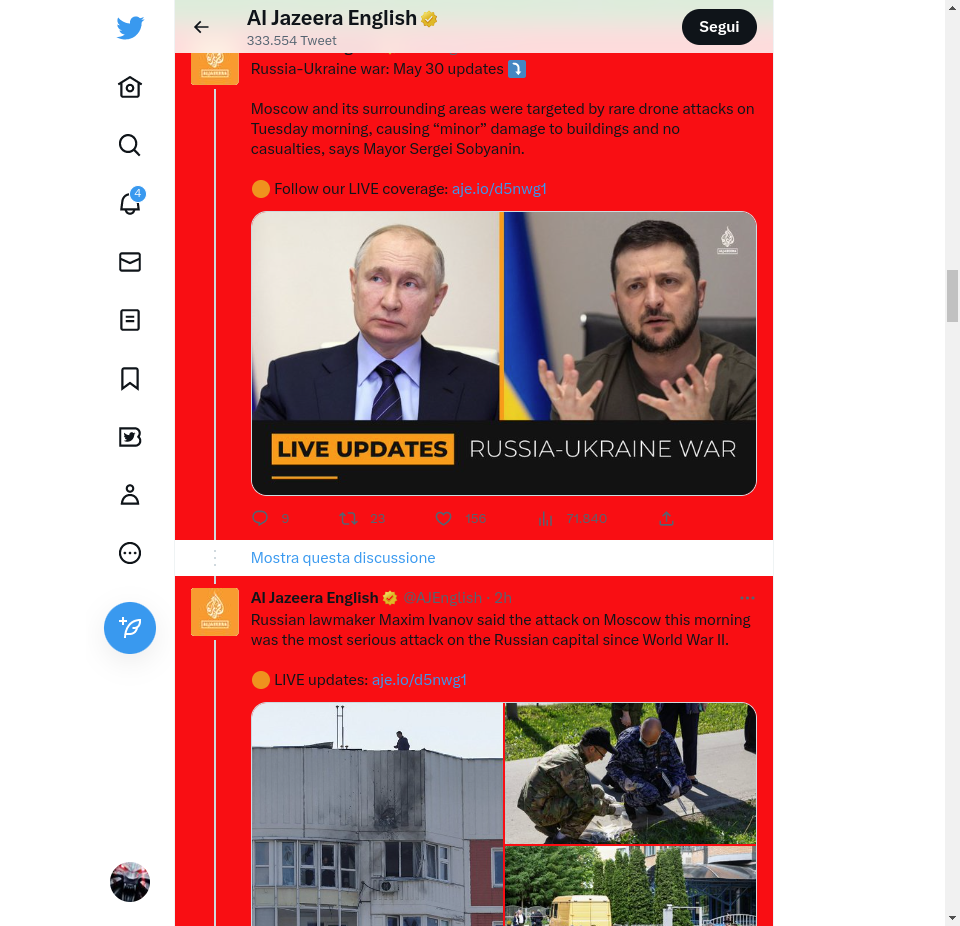 Al Jazeera English
333.554 Tweet
Segui
4
Russia-Ukraine war: May 30 updates
Moscow and its surrounding areas were targeted by rare drone attacks on
Tuesday morning, causing “minor” damage to buildings and no
casualties, says Mayor Sergei Sobyanin.
Follow our LIVE coverage: aje.io/d5nwg1
LIVE UPDATES RUSSIA-UKRAINE WAR
9 23 156 71.840
Mostra questa discussione
Al Jazeera English @AJEnglish · 2h
Russian lawmaker Maxim Ivanov said the attack on Moscow this morning
was the most serious attack on the Russian capital since World War II.
LIVE updates: aje.io/d5nwg1